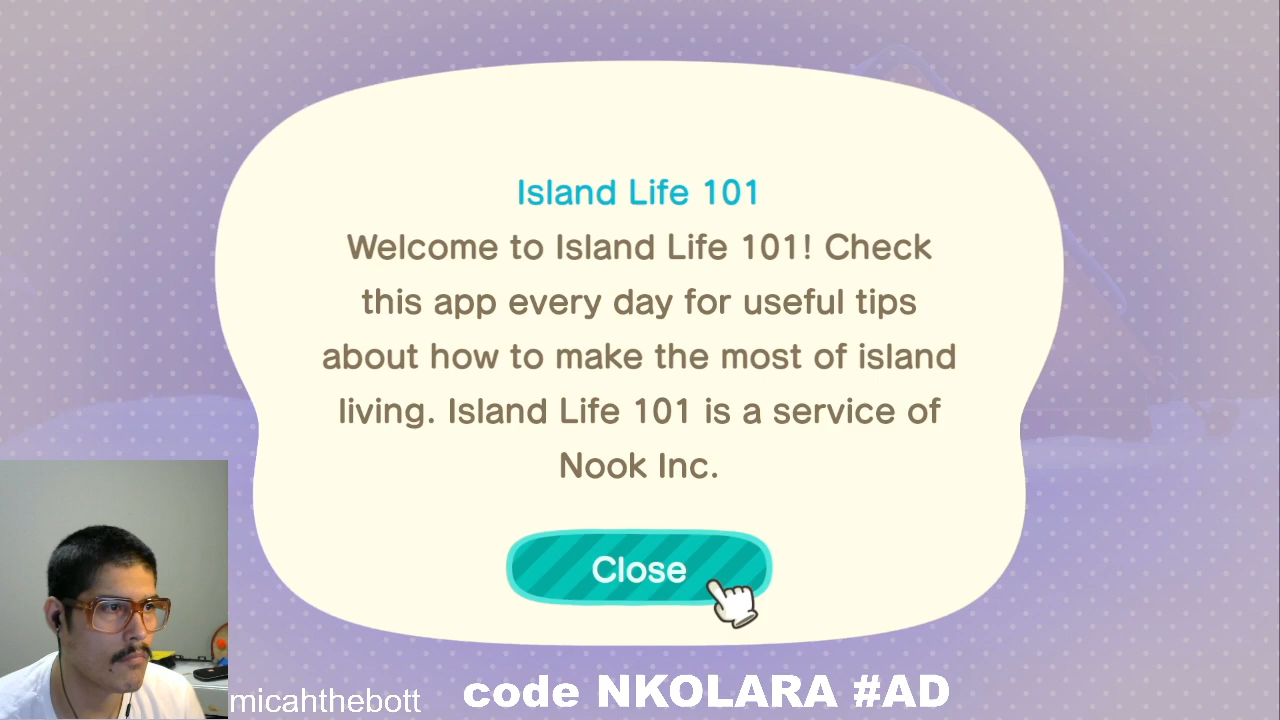 Island Life 101
Welcome to Island Life 101! Check
this app every day for useful tips
about how to make the most of island
living. Island Life 101 is a service of
Nook Inc.
Close
micahthebott
code NKOLARA #AD